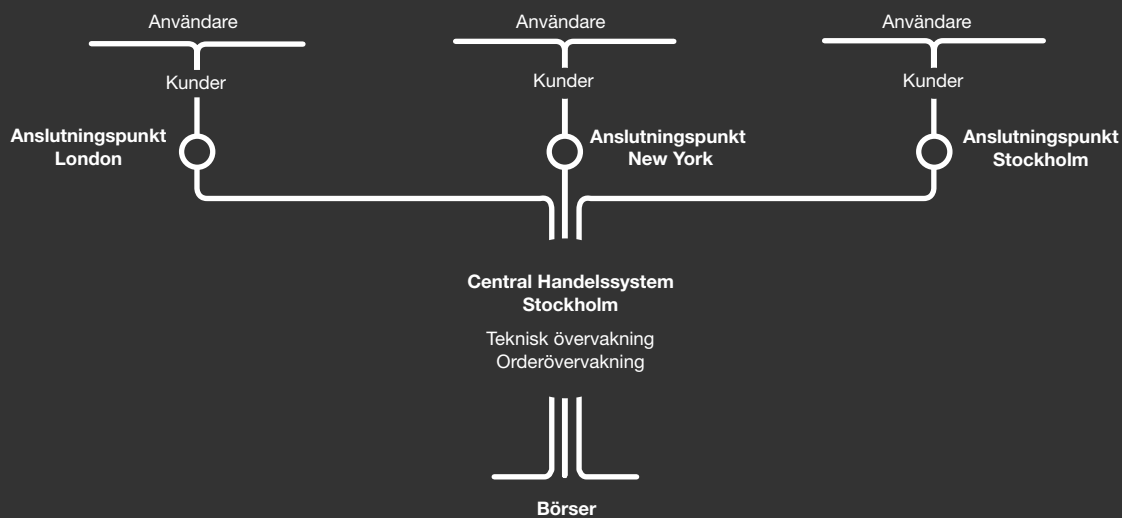 Användare
Användare
Användare
Kunder
Kunder
Kunder
Anslutningspunkt
London
Anslutningspunkt
New York
Anslutningspunkt
Stockholm
Central Handelssystem
Stockholm
Teknisk övervakning
Orderövervakning
Börser